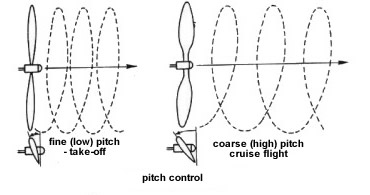 fine (low) pitch
- take-off
coarse (high) pitch
cruise flight
pitch control